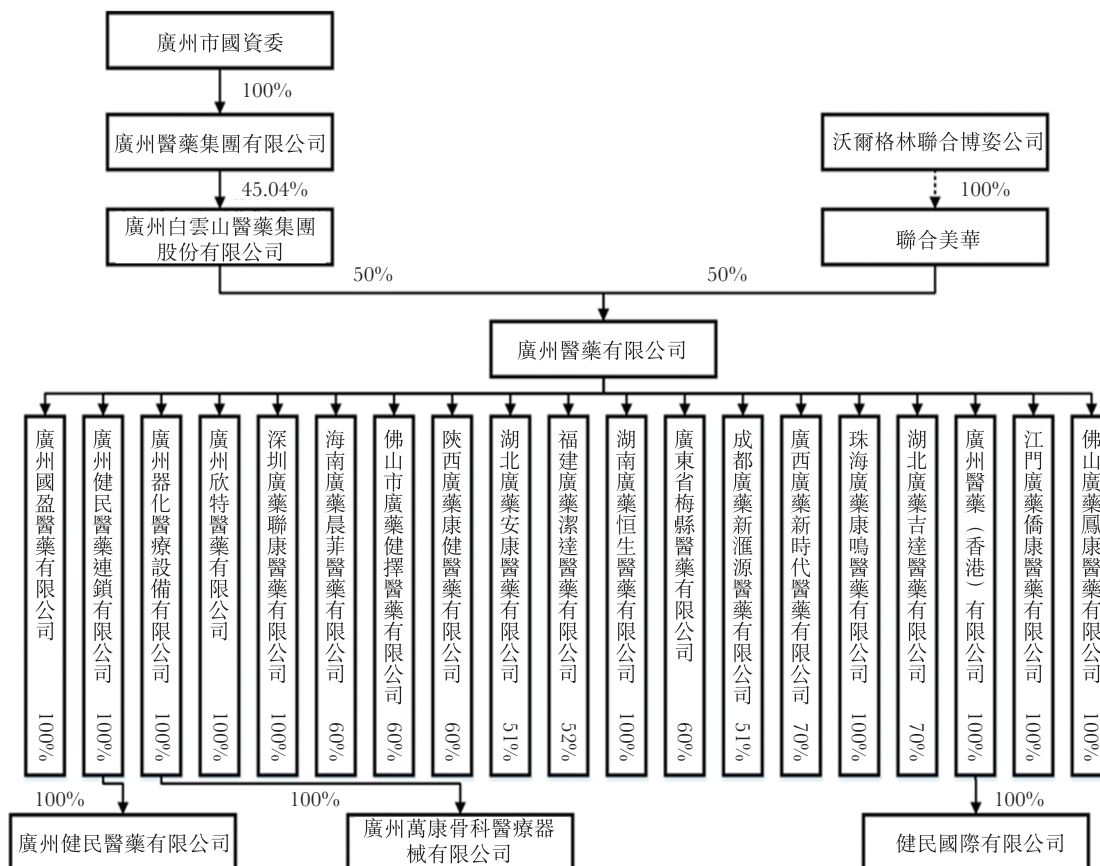 廣州市國資委
100%
廣州醫藥集團有限公司
沃爾格林聯合博姿公司
45.04%
100%
廣州白雲山醫藥集團
股份有限公司
聯合美華
50%
50%
廣州醫藥有限公司
廣州國盈醫藥有限公司 100%
廣州健民醫藥連鎖有限公司 100%
廣州器化醫療設備有限公司 100%
廣州欣特醫藥有限公司 100%
深圳廣藥聯康醫藥有限公司 100%
海南廣藥晨菲醫藥有限公司 60%
佛山市廣藥健擇醫藥有限公司 60%
陝西廣藥康健醫藥有限公司 60%
湖北廣藥安康醫藥有限公司 51%
福建廣藥潔達醫藥有限公司 52%
湖南廣藥恒生醫藥有限公司 100%
廣東省梅縣醫藥有限公司 60%
成都廣藥新滙源醫藥有限公司 51%
廣西廣藥新時代醫藥有限公司 70%
珠海廣藥康鳴醫藥有限公司 100%
湖北廣藥吉達醫藥有限公司 70%
廣州醫藥（香港）有限公司 100%
江門廣藥僑康醫藥有限公司 100%
佛山廣藥鳳康醫藥有限公司 100%
100%
100%
100%
廣州健民醫藥有限公司
廣州萬康骨科醫療器
械有限公司
健民國際有限公司